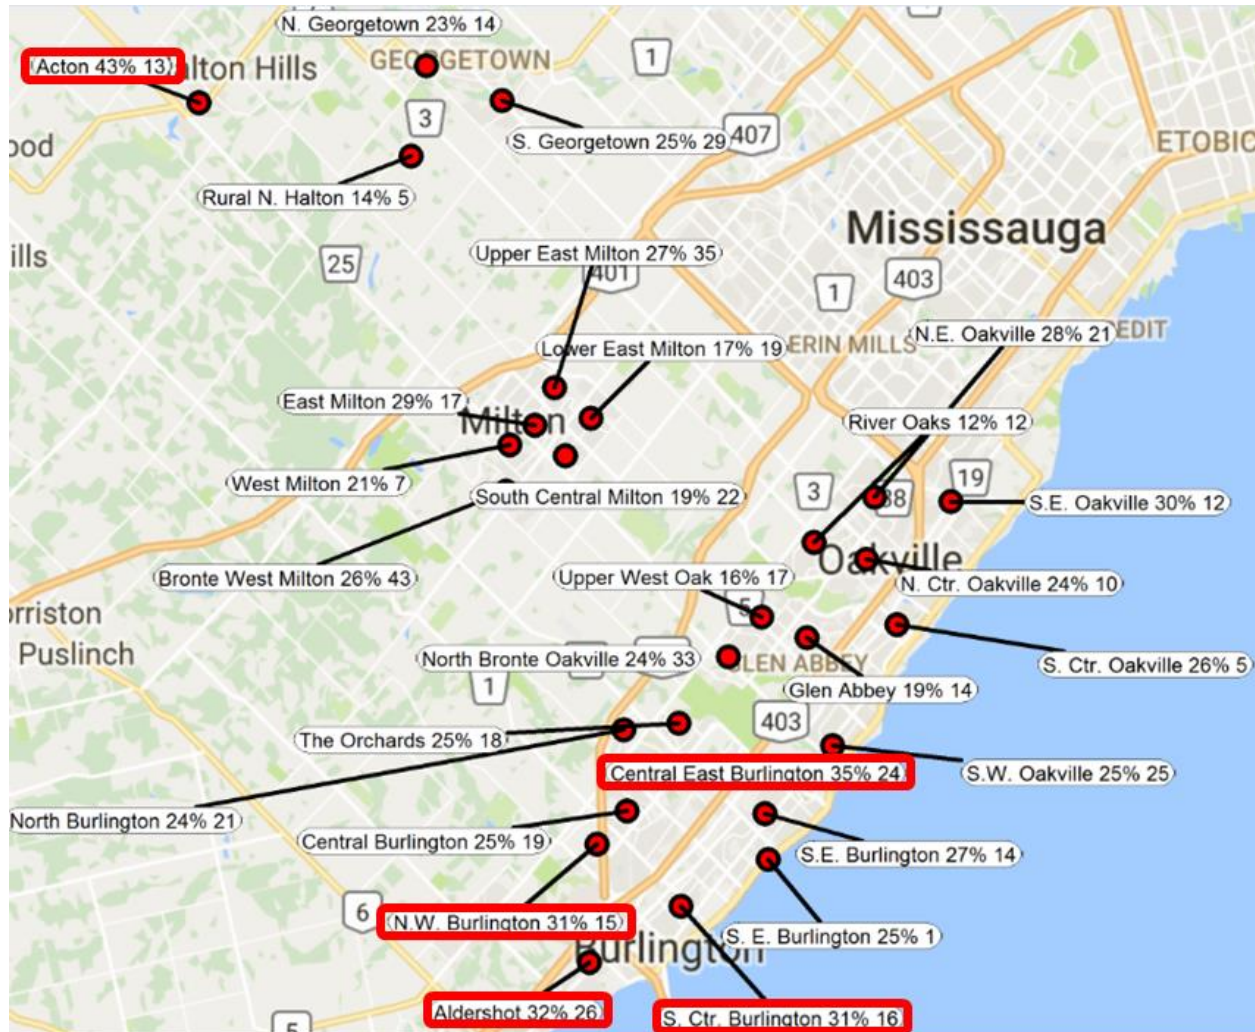 N. Georgetown 23% 14
1
Acton 43% 13
alton Hills
GEORGETOWN
3
407
S. Georgetown 25% 29
ETOBIC
ood
Rural N. Halton 14% 5
Mississauga
ills
Upper East Milton 27% 35
25
401
403
1
N.E. Oakville 28% 21
EDIT
Lower East Milton 17% 19
ERIN MILLS
East Milton 29% 17
Milton
River Oaks 12% 12
West Milton 21% 7
South Central Milton 19% 22
3
19
S.E. Oakville 30% 12
Oakville
Bronte West Milton 26% 43
Upper West Oak 16% 17
N. Ctr. Oakville 24% 10
orriston
5
Puslinch
North Bronte Oakville 24% 33
GLEN ABBEY
S. Ctr. Oakville 26% 5
1
Glen Abbey 19% 14
403
The Orchards 25% 18
Central East Burlington 35% 24
S.W. Oakville 25% 25
North Burlington 24% 21
Central Burlington 25% 19
S.E. Burlington 27% 14
6
N.W. Burlington 31% 15
S. E. Burlington 25% 1
Burlington
Aldershot 32% 26
S. Ctr. Burlington 31% 16
5